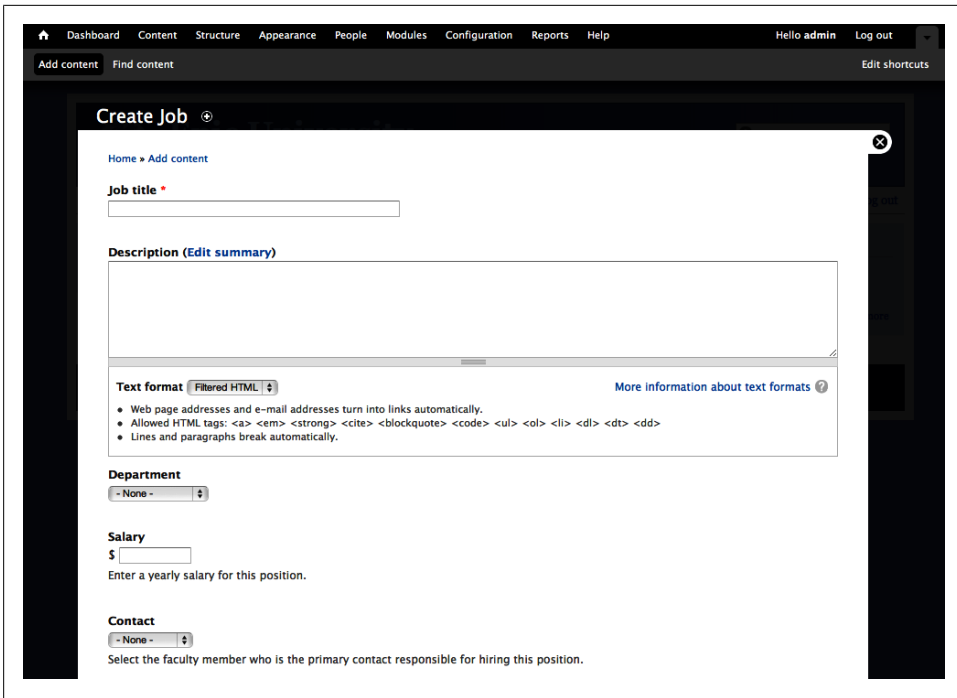 Dashboard Content Structure Appearance People Modules Configuration Reports Help Hello admin Log out
Add content Find content Edit shortcuts
Create Job
Home » Add content
Job title *
Description (Edit summary)
Text format Filtered HTML More information about text formats ?
• Web page addresses and e-mail addresses turn into links automatically.
• Allowed HTML tags: <a> <em> <strong> <cite> <blockquote> <code> <ul> <ol> <li> <dl> <dt> <dd>
• Lines and paragraphs break automatically.
Department
- None -
Salary
$
Enter a yearly salary for this position.
Contact
- None -
Select the faculty member who is the primary contact responsible for hiring this position.